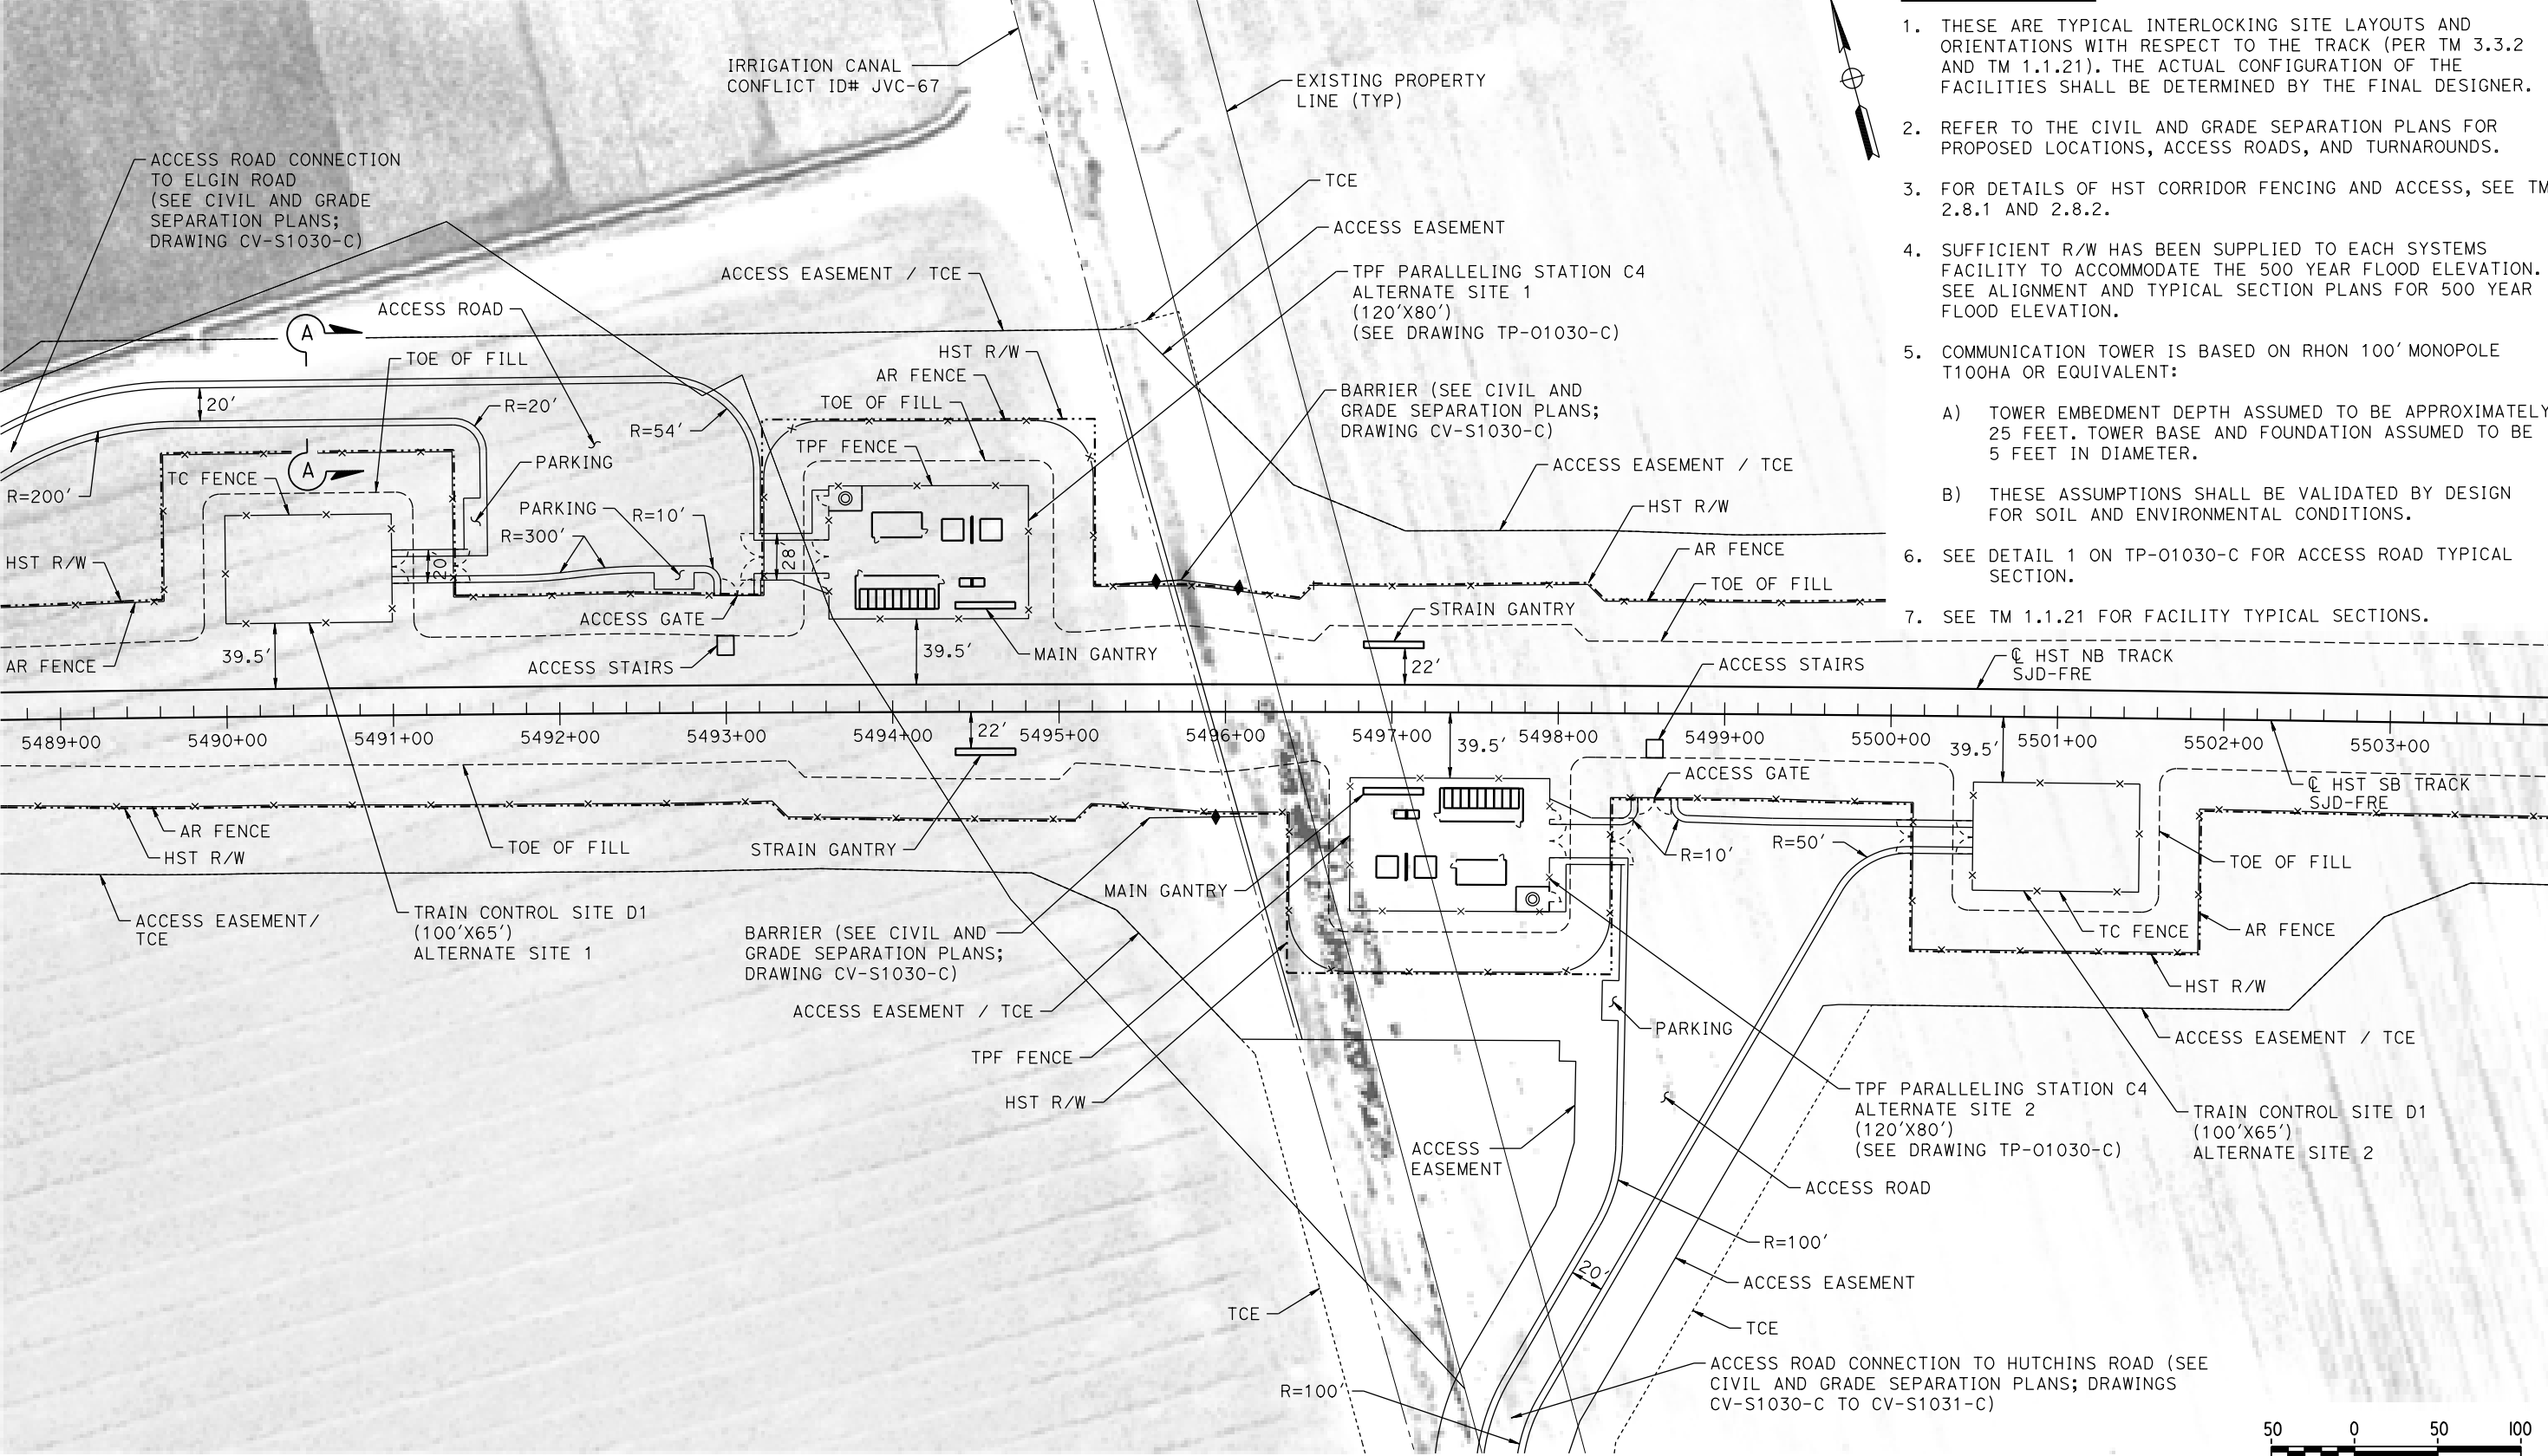 IRRIGATION CANAL
CONFLICT ID# JVC-67
EXISTING PROPERTY
LINE (TYP)
ACCESS ROAD CONNECTION
TO ELGIN ROAD
(SEE CIVIL AND GRADE
SEPARATION PLANS;
DRAWING CV-S1030-C)
TCE
ACCESS EASEMENT
ACCESS EASEMENT / TCE
TPF PARALLELING STATION C4
ALTERNATE SITE 1
(120'X80')
(SEE DRAWING TP-O1030-C)
ACCESS ROAD
A
TOE OF FILL
HST R/W
AR FENCE
TOE OF FILL
BARRIER (SEE CIVIL AND
GRADE SEPARATION PLANS;
DRAWING CV-S1030-C)
20'
R=20'
R=54'
TPF FENCE
A
PARKING
TC FENCE
R=200'
PARKING
R=10'
R=300'
ACCESS EASEMENT / TCE
HST R/W
AR FENCE
TOE OF FILL
HST R/W
20'
28'
ACCESS GATE
STRAIN GANTRY
AR FENCE
39.5'
ACCESS STAIRS
39.5'
MAIN GANTRY
22'
ACCESS STAIRS
℄ HST NB TRACK
SJD-FRE
5489+00
5490+00
5491+00
5492+00
5493+00
5494+00
22'
5495+00
5496+00
5497+00
39.5'
5498+00
5499+00
5500+00
39.5'
5501+00
5502+00
5503+00
ACCESS GATE
℄ HST SB TRACK
SJD-FRE
AR FENCE
HST R/W
TOE OF FILL
STRAIN GANTRY
R=10'
R=50'
TOE OF FILL
MAIN GANTRY
ACCESS EASEMENT/
TCE
TRAIN CONTROL SITE D1
(100'X65')
ALTERNATE SITE 1
BARRIER (SEE CIVIL AND
GRADE SEPARATION PLANS;
DRAWING CV-S1030-C)
TC FENCE
AR FENCE
HST R/W
ACCESS EASEMENT / TCE
PARKING
ACCESS EASEMENT / TCE
TPF FENCE
HST R/W
TPF PARALLELING STATION C4
ALTERNATE SITE 2
(120'X80')
(SEE DRAWING TP-O1030-C)
TRAIN CONTROL SITE D1
(100'X65')
ALTERNATE SITE 2
ACCESS
EASEMENT
ACCESS ROAD
R=100'
20'
ACCESS EASEMENT
TCE
TCE
R=100'
ACCESS ROAD CONNECTION TO HUTCHINS ROAD (SEE
CIVIL AND GRADE SEPARATION PLANS; DRAWINGS
CV-S1030-C TO CV-S1031-C)
50 0 50 100
1. THESE ARE TYPICAL INTERLOCKING SITE LAYOUTS AND
ORIENTATIONS WITH RESPECT TO THE TRACK (PER TM 3.3.2
AND TM 1.1.21). THE ACTUAL CONFIGURATION OF THE
FACILITIES SHALL BE DETERMINED BY THE FINAL DESIGNER.
2. REFER TO THE CIVIL AND GRADE SEPARATION PLANS FOR
PROPOSED LOCATIONS, ACCESS ROADS, AND TURNAROUNDS.
3. FOR DETAILS OF HST CORRIDOR FENCING AND ACCESS, SEE TM
2.8.1 AND 2.8.2.
4. SUFFICIENT R/W HAS BEEN SUPPLIED TO EACH SYSTEMS
FACILITY TO ACCOMMODATE THE 500 YEAR FLOOD ELEVATION.
SEE ALIGNMENT AND TYPICAL SECTION PLANS FOR 500 YEAR
FLOOD ELEVATION.
5. COMMUNICATION TOWER IS BASED ON RHON 100' MONOPOLE
T100HA OR EQUIVALENT:
A) TOWER EMBEDMENT DEPTH ASSUMED TO BE APPROXIMATELY
25 FEET. TOWER BASE AND FOUNDATION ASSUMED TO BE
5 FEET IN DIAMETER.
B) THESE ASSUMPTIONS SHALL BE VALIDATED BY DESIGN
FOR SOIL AND ENVIRONMENTAL CONDITIONS.
6. SEE DETAIL 1 ON TP-O1030-C FOR ACCESS ROAD TYPICAL
SECTION.
7. SEE TM 1.1.21 FOR FACILITY TYPICAL SECTIONS.